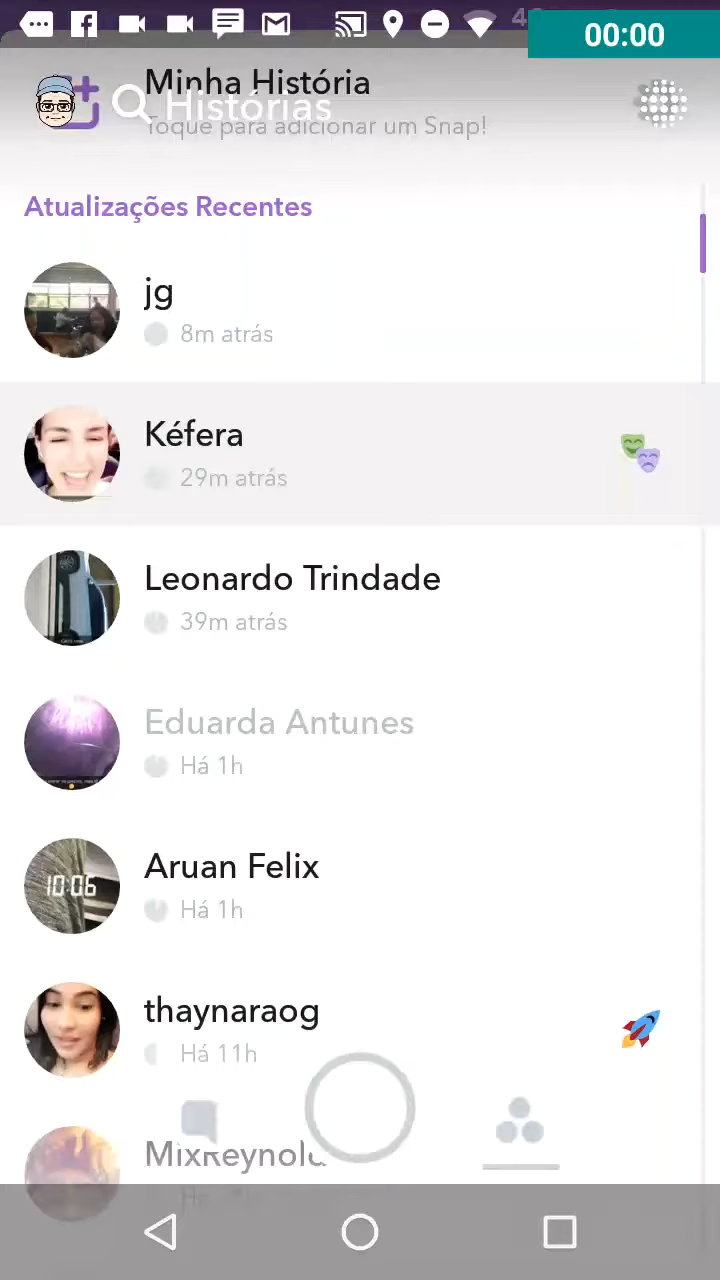 00:00
Minha História
Histórias
Toque para adicionar um Snap!
Atualizações Recentes
jg
8m atrás
Kéfera
29m atrás
Leonardo Trindade
39m atrás
Eduarda Antunes
Há 1h
Aruan Felix
10:06
Há 1h
thaynaraog
Há 11h
MixReynold